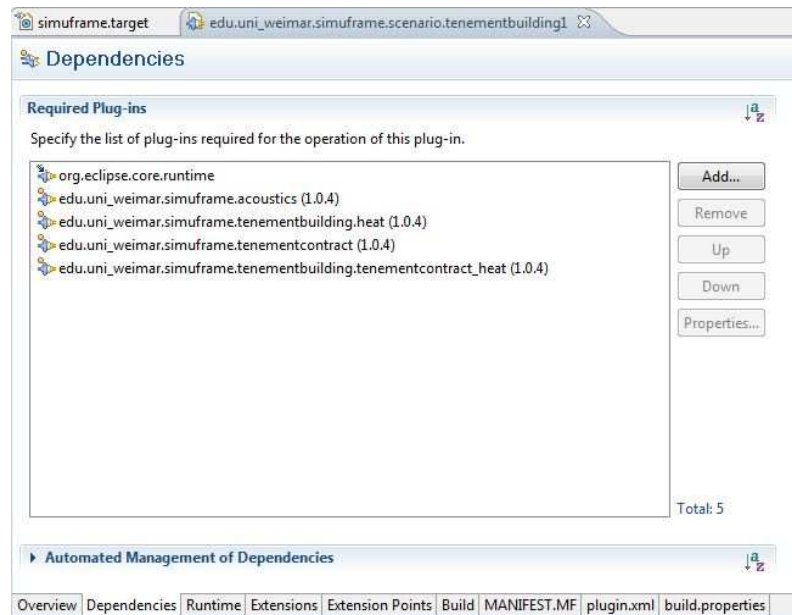 simuframe.target edu.uni_weimar.simuframe.scenario.tenementbuilding1
Dependencies
Required Plug-ins
Specify the list of plug-ins required for the operation of this plug-in.
org.eclipse.core.runtime
edu.uni_weimar.simuframe.acoustics (1.0.4)
edu.uni_weimar.simuframe.tenementbuilding.heat (1.0.4)
edu.uni_weimar.simuframe.tenementcontract (1.0.4)
edu.uni_weimar.simuframe.tenementbuilding.tenementcontract_heat (1.0.4)
Add...
Remove
Up
Down
Properties...
Total: 5
Automated Management of Dependencies
Overview Dependencies Runtime Extensions Extension Points Build MANIFEST.MF plugin.xml build.properties